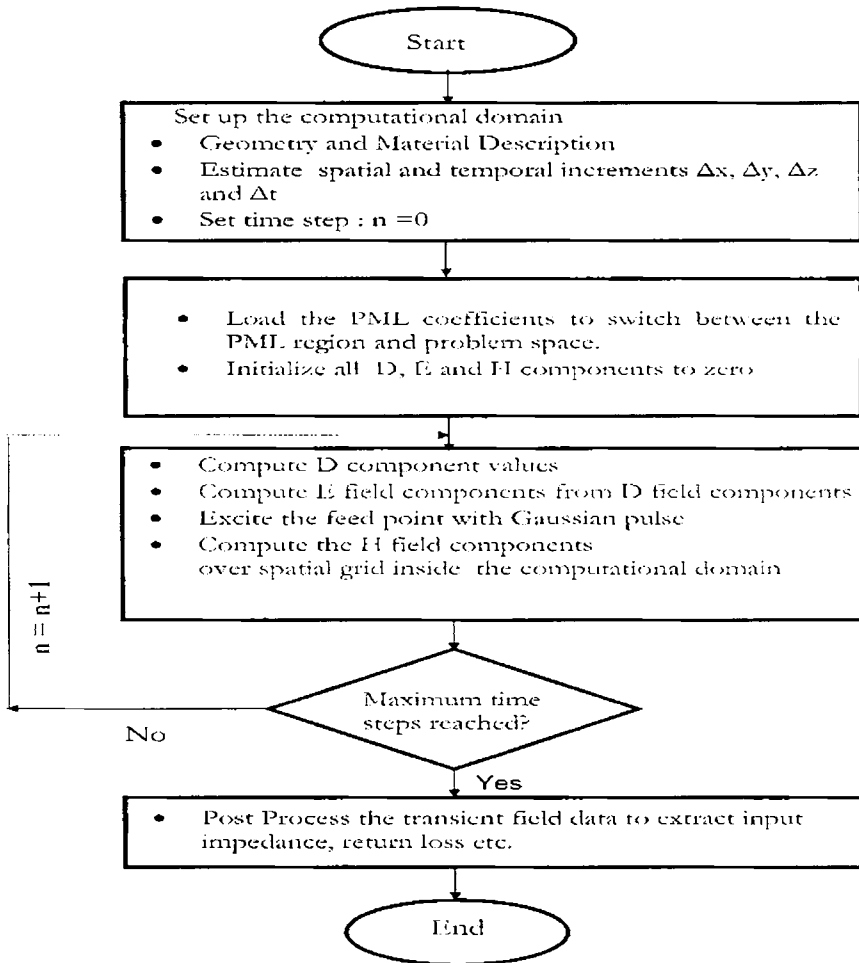 Start
Set up the computational domain
• Geometry and Material Description
• Estimate spatial and temporal increments Δx, Δy, Δz
and Δt
• Set time step : n =0
• Load the PML coefficients to switch between the
PML region and problem space.
• Initialize all D, E and H components to zero
• Compute D component values
• Compute E field components from D field components
• Excite the feed point with Gaussian pulse
• Compute the H field components
over spatial grid inside the computational domain
n = n+1
Maximum time
steps reached?
No
Yes
• Post Process the transient field data to extract input
impedance, return loss etc.
End